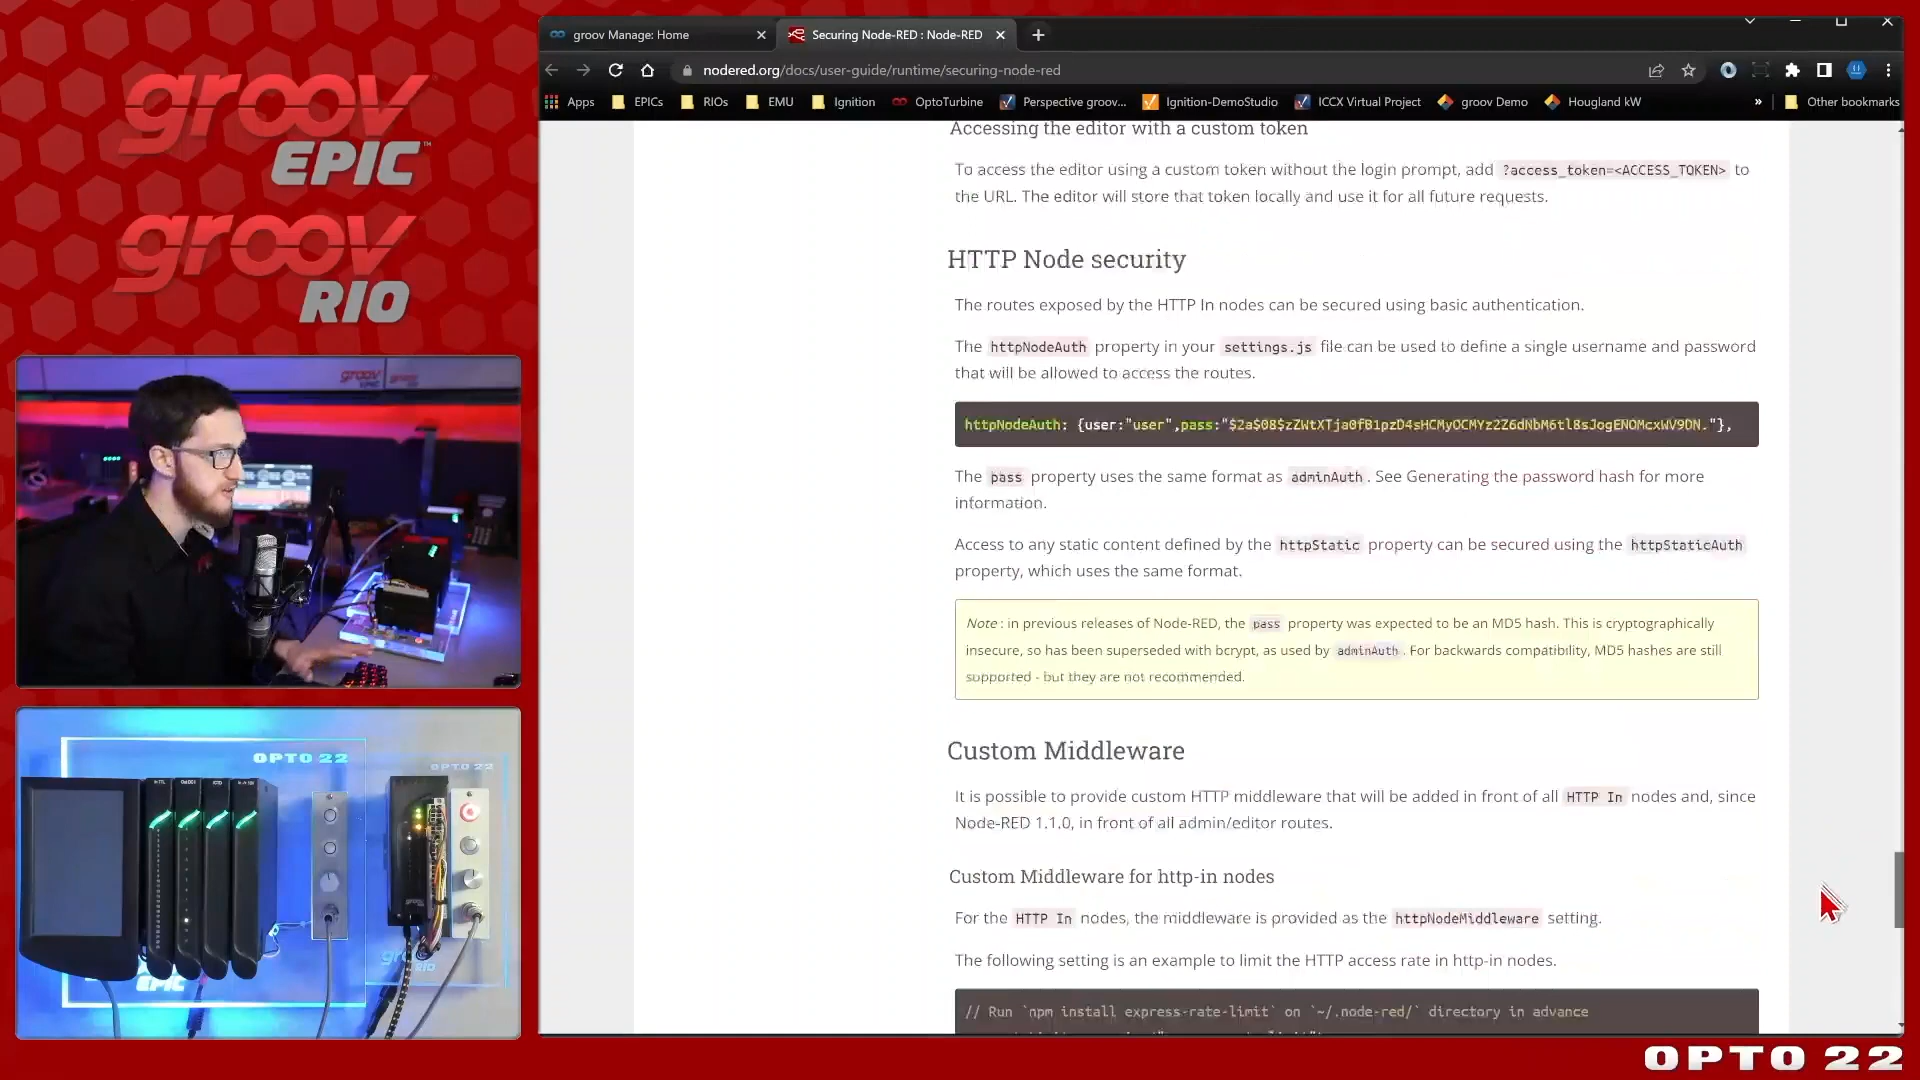 groov
EPIC™
groov
RIO
groov EPIC
OPTO 22
OPTO 22
groov
EPIC
groov
RIO
groov Manage: Home
Securing Node-RED : Node-RED
nodered.org/docs/user-guide/runtime/securing-node-red
Apps EPICs RIOs EMU Ignition OptoTurbine Perspective groov... Ignition-DemoStudio ICCX Virtual Project groov Demo Hougland kW » Other bookmarks
Accessing the editor with a custom token
To access the editor using a custom token without the login prompt, add ?access_token=<ACCESS_TOKEN> to
the URL. The editor will store that token locally and use it for all future requests.
HTTP Node security
The routes exposed by the HTTP In nodes can be secured using basic authentication.
The httpNodeAuth property in your settings.js file can be used to define a single username and password
that will be allowed to access the routes.
httpNodeAuth: {user:"user",pass:"$2a$08$zZWtXTja0fB1pzD4sHCMyOCMYz2Z6dNbM6tl8sJogENOMcxWV9DN."},
The pass property uses the same format as adminAuth. See Generating the password hash for more
information.
Access to any static content defined by the httpStatic property can be secured using the httpStaticAuth
property, which uses the same format.
Note: in previous releases of Node-RED, the pass property was expected to be an MD5 hash. This is cryptographically
insecure, so has been superseded with bcrypt, as used by adminAuth. For backwards compatibility, MD5 hashes are still
supported - but they are not recommended.
Custom Middleware
It is possible to provide custom HTTP middleware that will be added in front of all HTTP In nodes and, since
Node-RED 1.1.0, in front of all admin/editor routes.
Custom Middleware for http-in nodes
For the HTTP In nodes, the middleware is provided as the httpNodeMiddleware setting.
The following setting is an example to limit the HTTP access rate in http-in nodes.
// Run `npm install express-rate-limit` on `~/.node-red/` directory in advance
OPTO 22